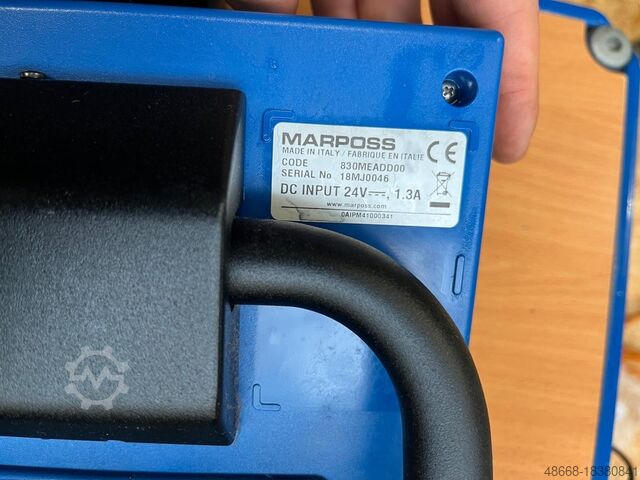 MARPOSS
MADE IN ITALY / FABRIQUE EN ITALIE
CODE 830MEADD00
SERIAL No 18MJ0046
DC INPUT 24V⎓, 1.3A
www.marposs.com
OAIPM41000341
CE
48668-18380841